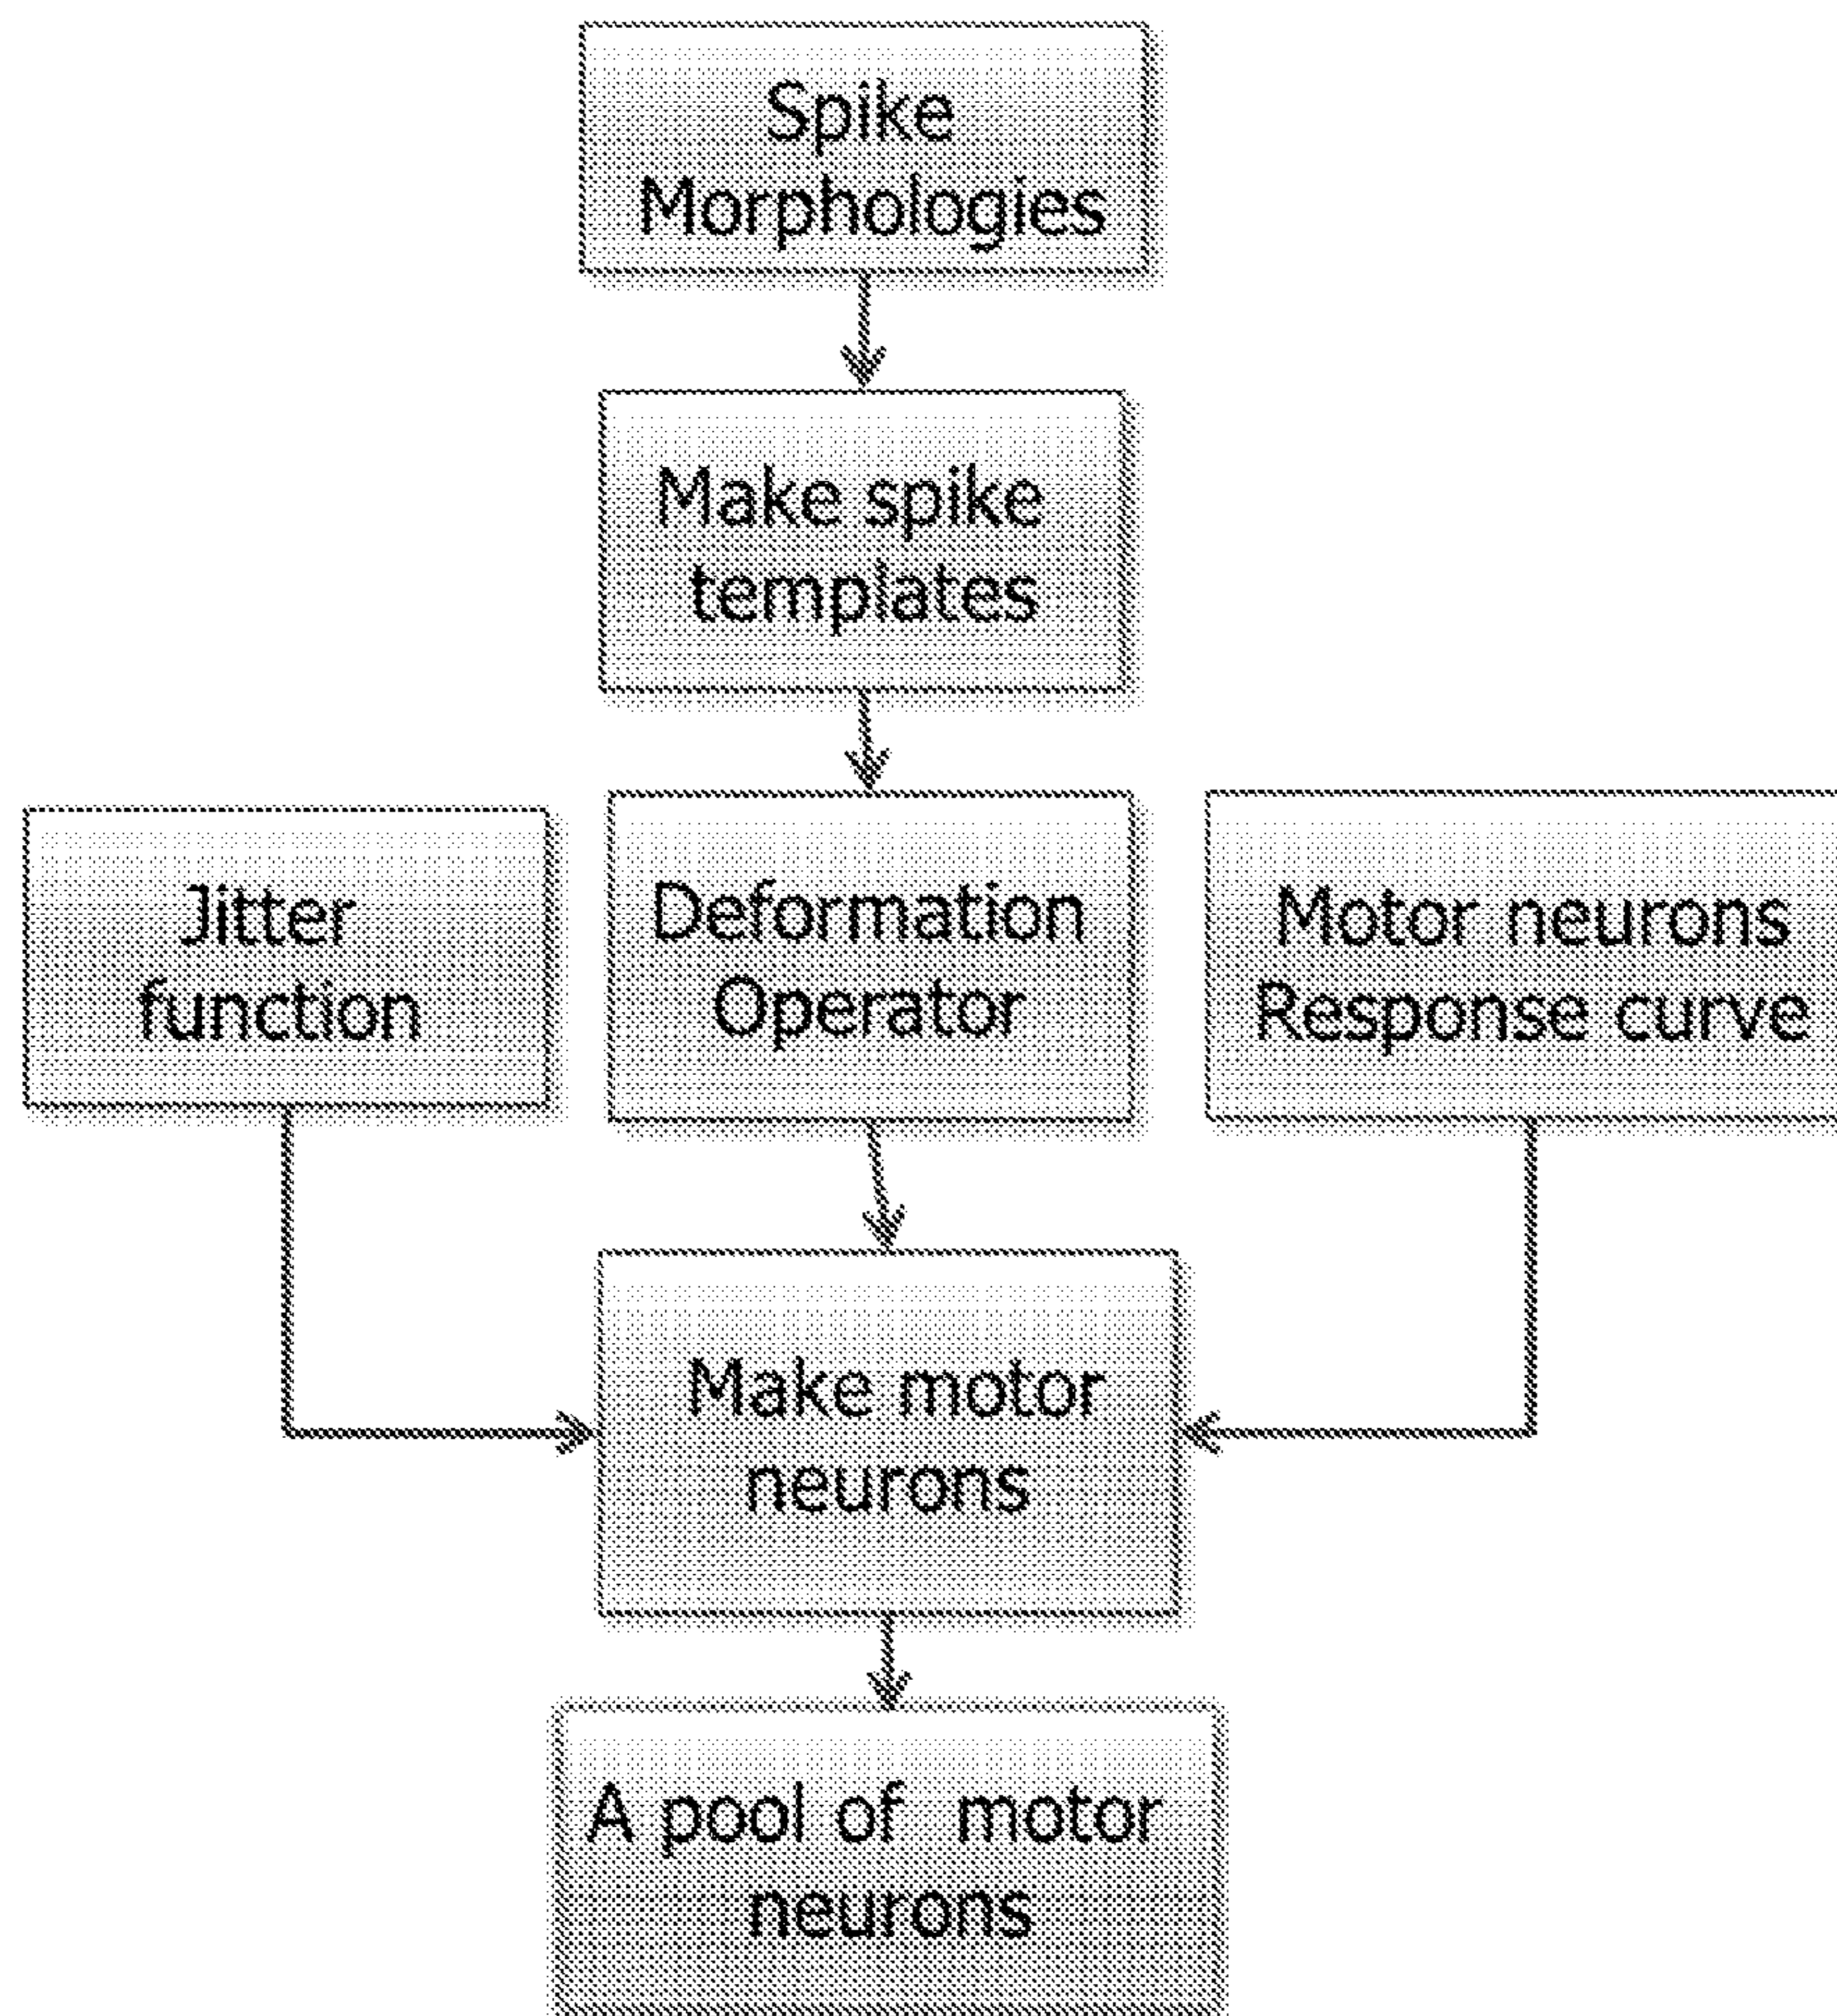 Spike
Morphologies
Make spike
templates
Jitter
function
Deformation
Operator
Motor neurons
Response curve
Make motor
neurons
A pool of motor
neurons